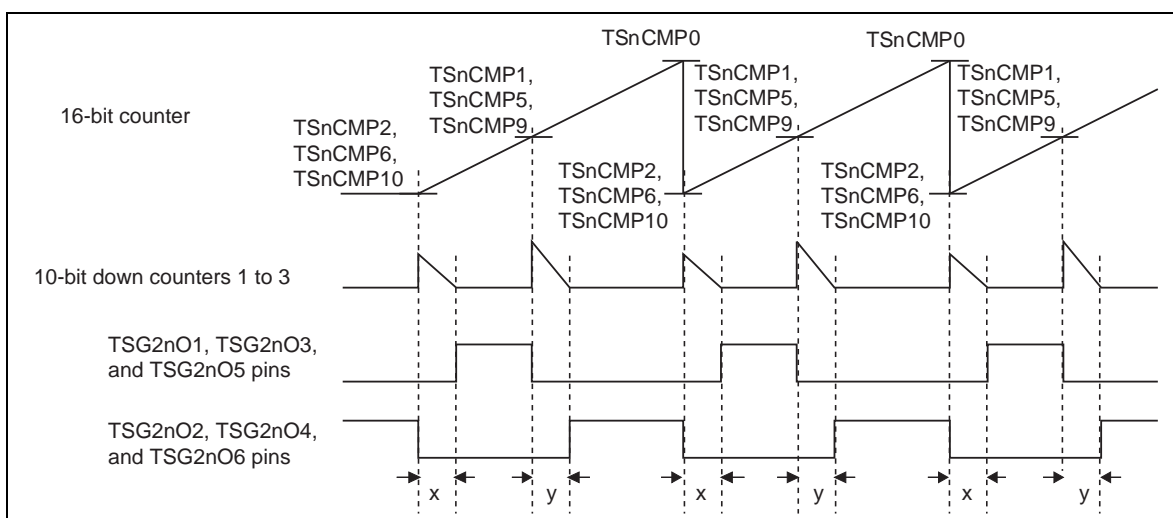 TSnCMP0
TSnCMP0
TSnCMP1,
TSnCMP5,
TSnCMP9
TSnCMP1,
TSnCMP5,
TSnCMP9
TSnCMP1,
TSnCMP5,
TSnCMP9
16-bit counter
TSnCMP2,
TSnCMP6,
TSnCMP10
TSnCMP2,
TSnCMP6,
TSnCMP10
TSnCMP2,
TSnCMP6,
TSnCMP10
10-bit down counters 1 to 3
TSG2nO1, TSG2nO3,
and TSG2nO5 pins
TSG2nO2, TSG2nO4,
and TSG2nO6 pins
x
y
x
y
x
y